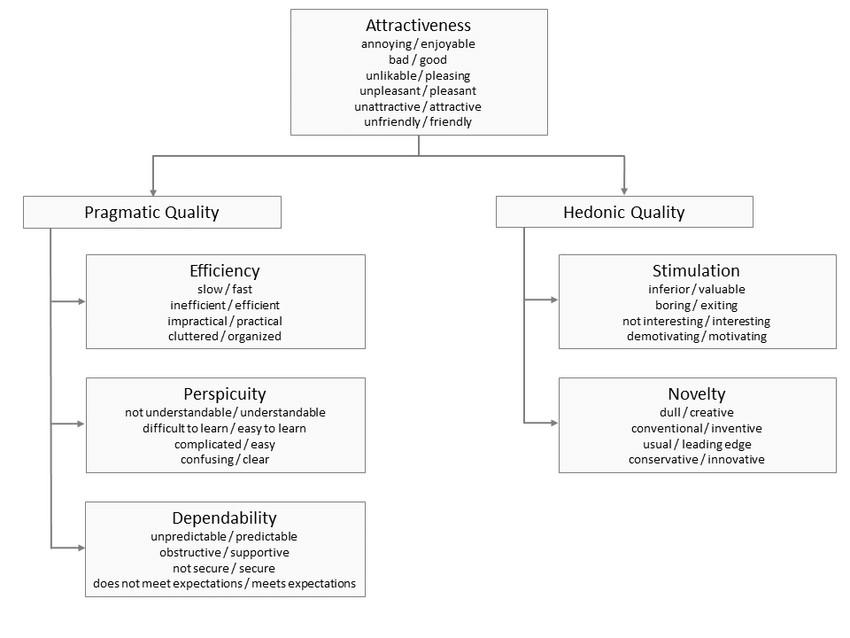 Attractiveness
annoying / enjoyable
bad / good
unlikable / pleasing
unpleasant / pleasant
unattractive / attractive
unfriendly / friendly
Pragmatic Quality
Efficiency
slow / fast
inefficient / efficient
impractical / practical
cluttered / organized
Perspicuity
not understandable / understandable
difficult to learn / easy to learn
complicated / easy
confusing / clear
Dependability
unpredictable / predictable
obstructive / supportive
not secure / secure
does not meet expectations / meets expectations
Hedonic Quality
Stimulation
inferior / valuable
boring / exiting
not interesting / interesting
demotivating / motivating
Novelty
dull / creative
conventional / inventive
usual / leading edge
conservative / innovative